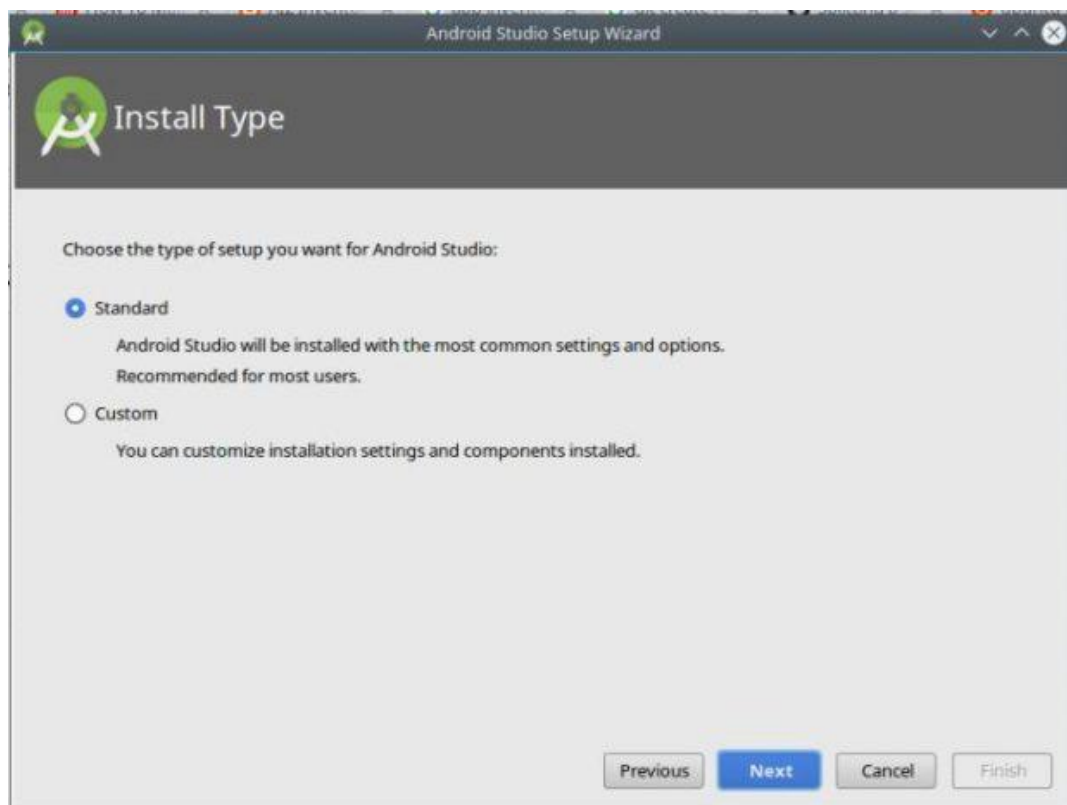 Android Studio Setup Wizard
Install Type
Choose the type of setup you want for Android Studio:
Standard
Android Studio will be installed with the most common settings and options.
Recommended for most users.
Custom
You can customize installation settings and components installed.
Previous Next Cancel Finish